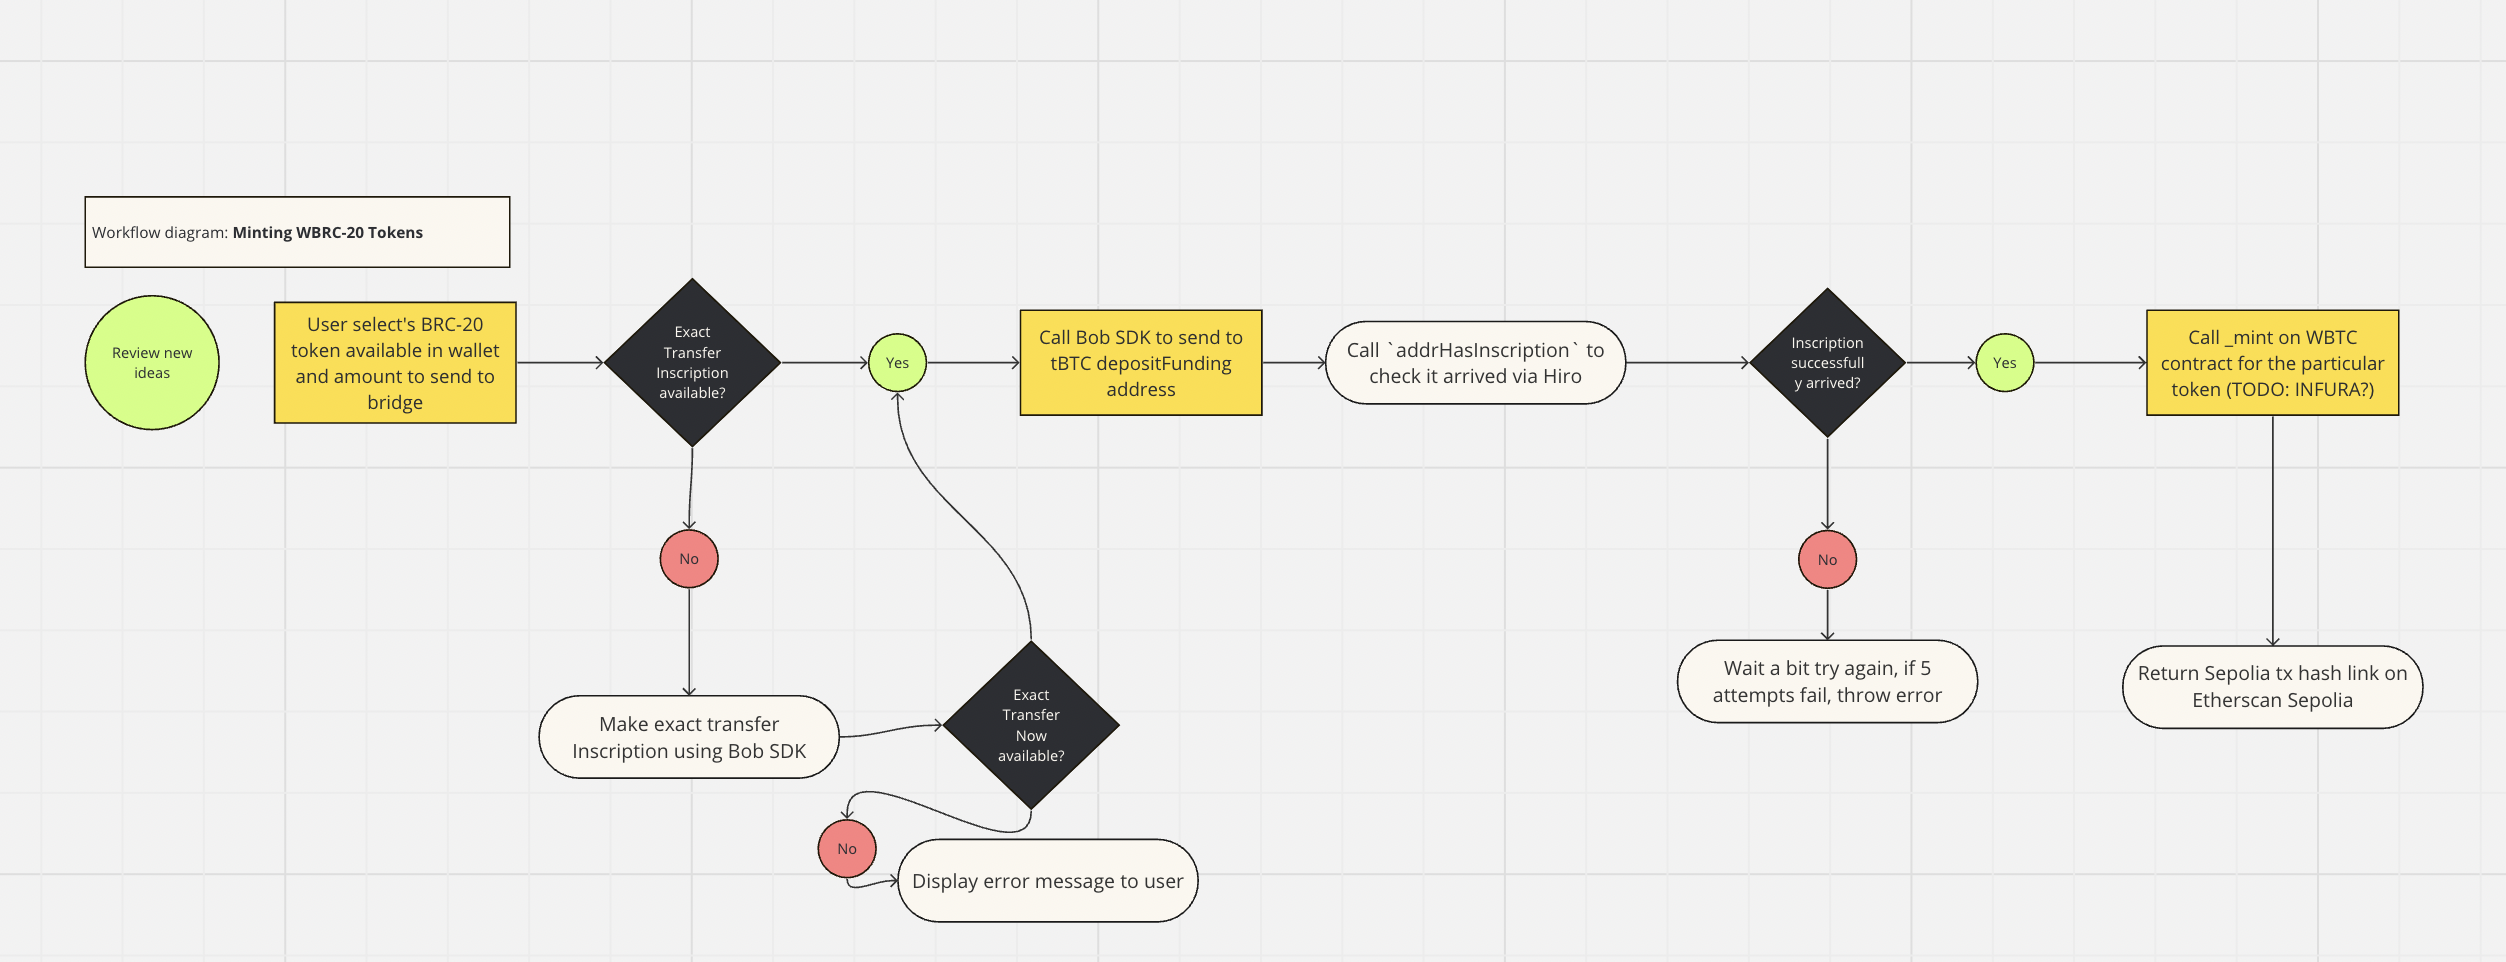 Workflow diagram: Minting WBRC-20 Tokens
Review new
ideas
User select's BRC-20
token available in wallet
and amount to send to
bridge
Exact
Transfer
Inscription
available?
Yes
Call Bob SDK to send to
tBTC depositFunding
address
Call `addrHasInscription` to
check it arrived via Hiro
Inscription
successfull
y arrived?
Yes
Call _mint on WBTC
contract for the particular
token (TODO: INFURA?)
No
Make exact transfer
Inscription using Bob SDK
Exact
Transfer
Now
available?
No
Display error message to user
No
Wait a bit try again, if 5
attempts fail, throw error
Return Sepolia tx hash link on
Etherscan Sepolia